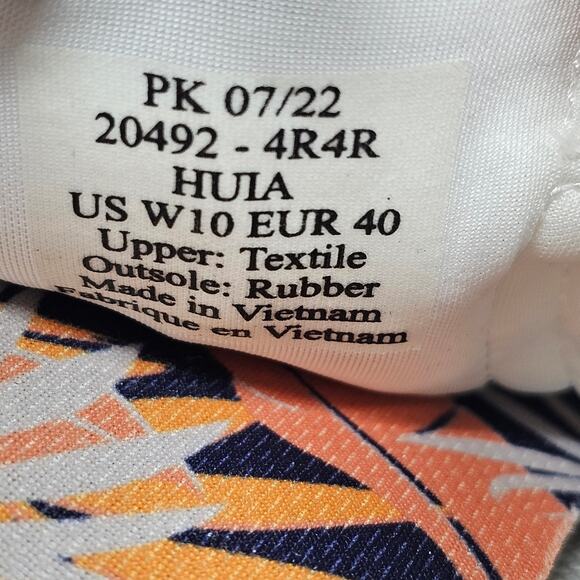 PK 07/22
20492 - 4R4R
HUIA
US W10 EUR 40
Upper: Textile
Outsole: Rubber
Made in Vietnam
Fabrique en Vietnam